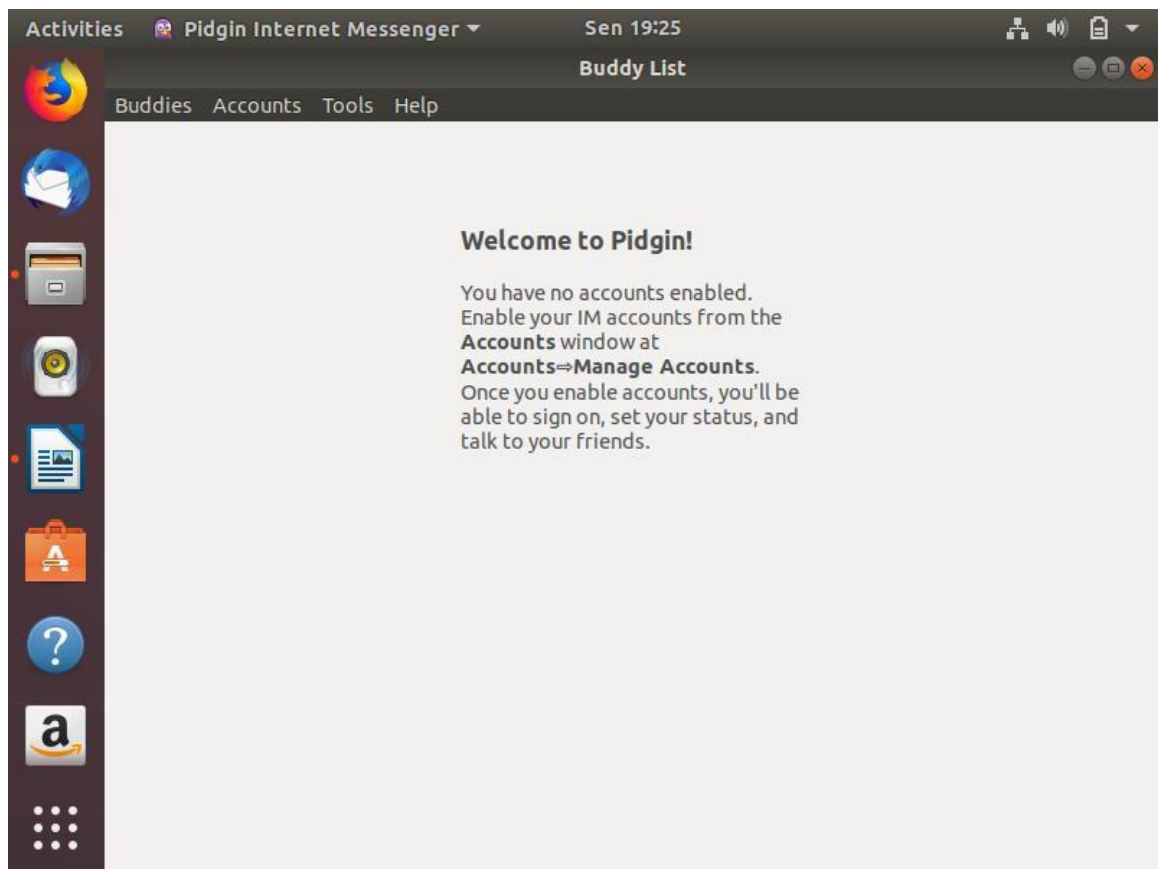 Activities Pidgin Internet Messenger Sen 19:25
Buddy List
Buddies Accounts Tools Help
Welcome to Pidgin!
You have no accounts enabled.
Enable your IM accounts from the
Accounts window at
Accounts⇨Manage Accounts.
Once you enable accounts, you'll be
able to sign on, set your status, and
talk to your friends.
A
?
a